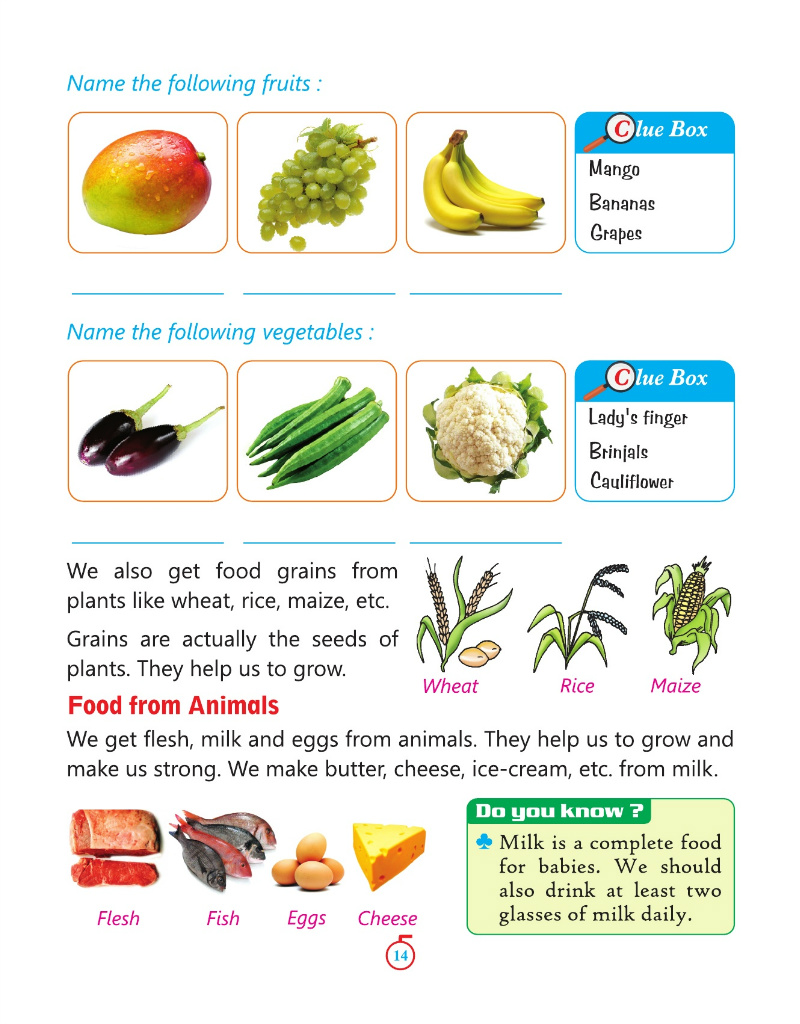 Name the following fruits :
Clue Box
Mango
Bananas
Grapes
Name the following vegetables :
Clue Box
Lady's finger
Brinjals
Cauliflower
We also get food grains from
plants like wheat, rice, maize, etc.
Grains are actually the seeds of
plants. They help us to grow.
Wheat Rice Maize
Food from Animals
We get flesh, milk and eggs from animals. They help us to grow and
make us strong. We make butter, cheese, ice-cream, etc. from milk.
Flesh Fish Eggs Cheese
Do you know ?
♣ Milk is a complete food
for babies. We should
also drink at least two
glasses of milk daily.
14